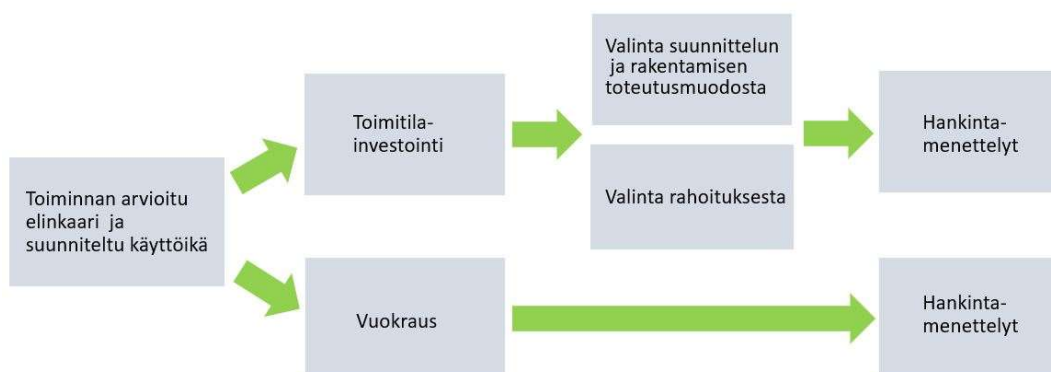 Toiminnan arvioitu
elinkaari ja
suunniteltu käyttöikä
Toimitila-
investointi
Valinta suunnittelun
ja rakentamisen
toteutusmuodosta
Valinta rahoituksesta
Hankinta-
menettelyt
Vuokraus
Hankinta-
menettelyt